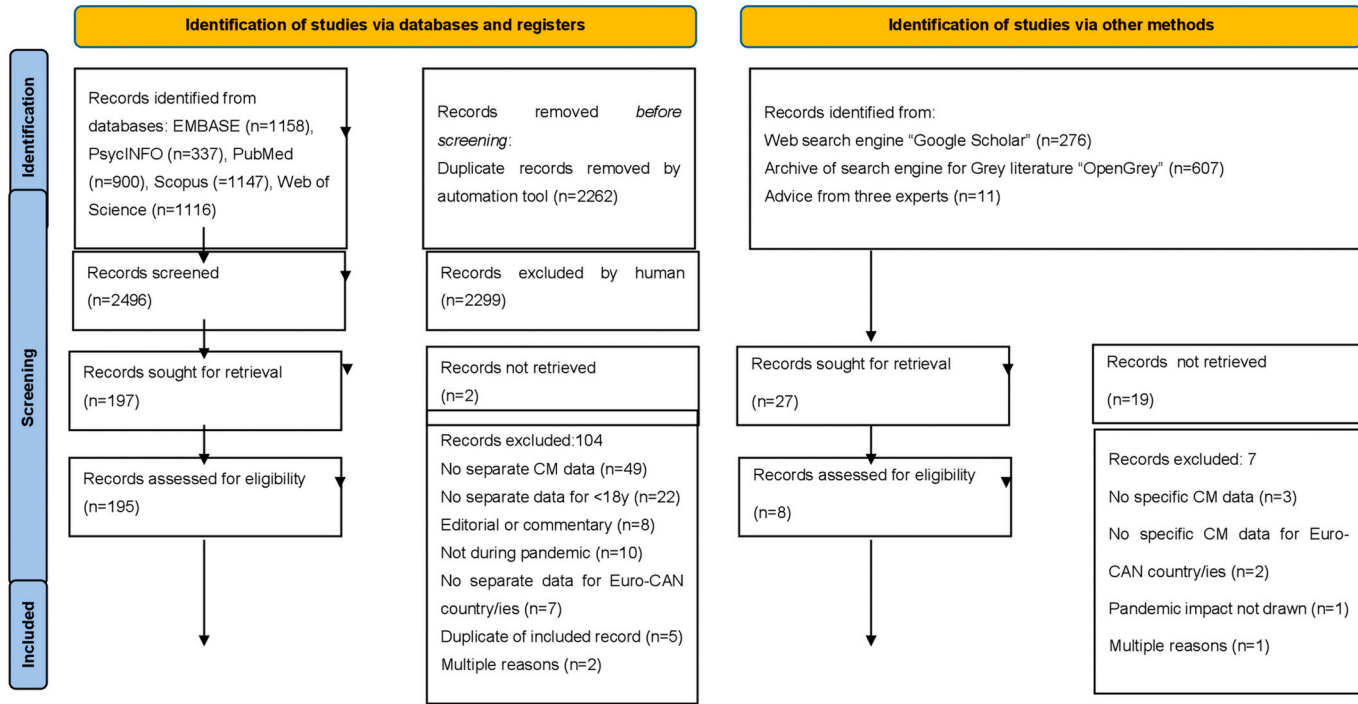 Identification of studies via databases and registers
Identification of studies via other methods
Identification
Records identified from
databases: EMBASE (n=1158),
PsycINFO (n=337), PubMed
(n=900), Scopus (=1147), Web of
Science (n=1116)
Records removed before
screening:
Duplicate records removed by
automation tool (n=2262)
Records identified from:
Web search engine “Google Scholar” (n=276)
Archive of search engine for Grey literature “OpenGrey” (n=607)
Advice from three experts (n=11)
Screening
Records screened
(n=2496)
Records excluded by human
(n=2299)
Records sought for retrieval
(n=197)
Records not retrieved
(n=2)
Records sought for retrieval
(n=27)
Records not retrieved
(n=19)
Records assessed for eligibility
(n=195)
Records excluded:104
No separate CM data (n=49)
No separate data for <18y (n=22)
Editorial or commentary (n=8)
Not during pandemic (n=10)
No separate data for Euro-CAN
country/ies (n=7)
Duplicate of included record (n=5)
Multiple reasons (n=2)
Records assessed for eligibility
(n=8)
Records excluded: 7
No specific CM data (n=3)
No specific CM data for Euro-
CAN country/ies (n=2)
Pandemic impact not drawn (n=1)
Multiple reasons (n=1)
Included